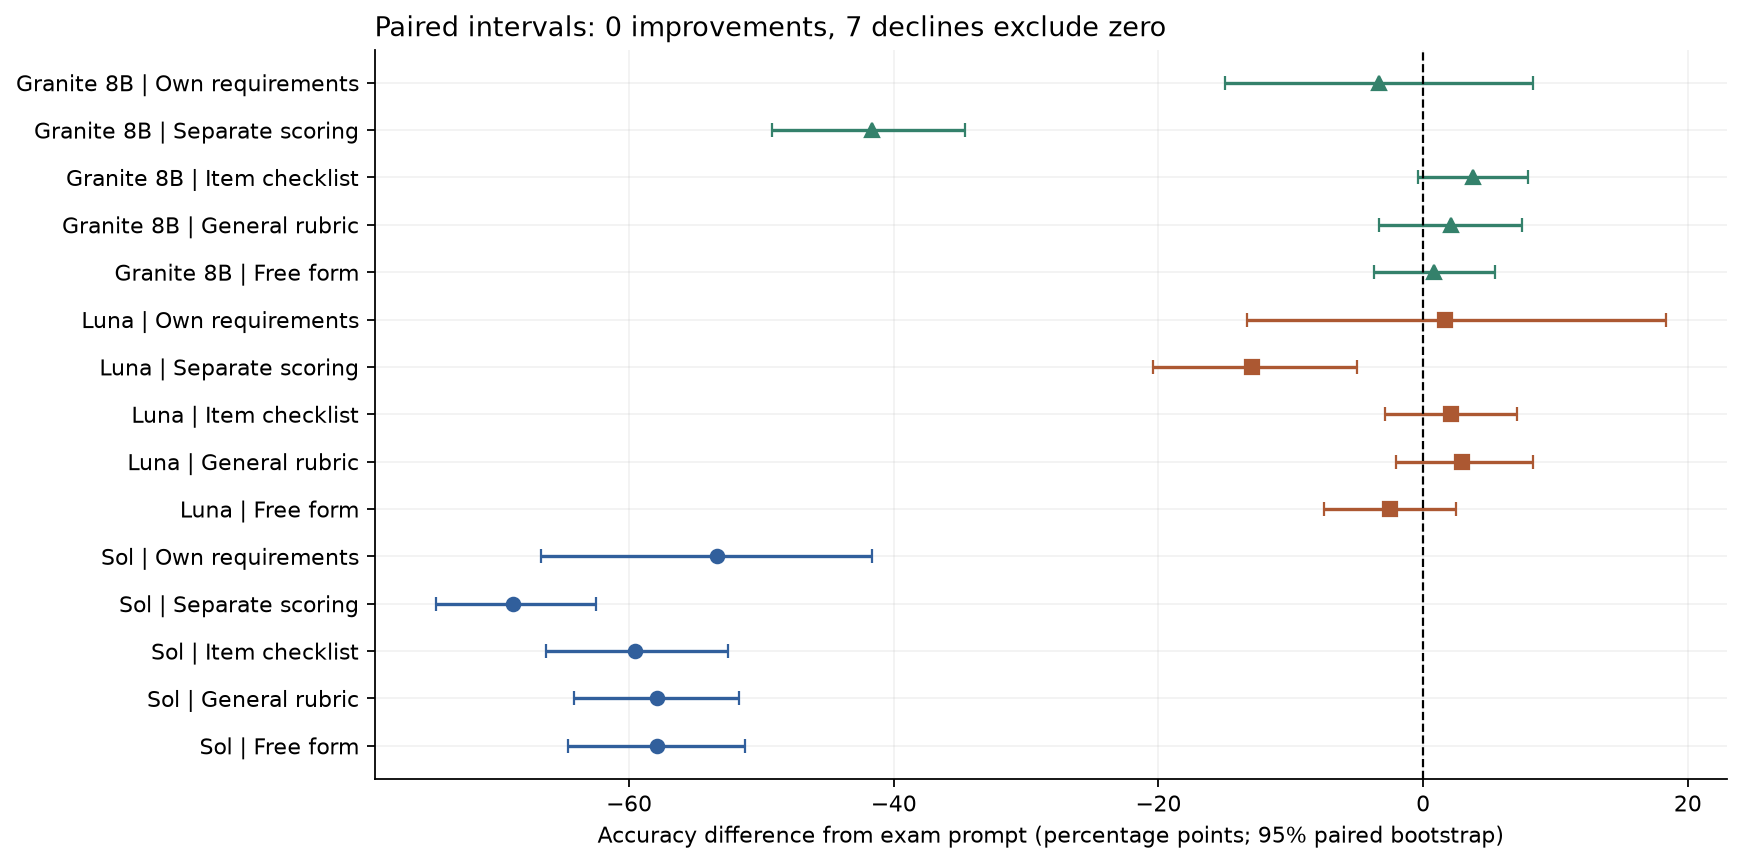 Paired intervals: 0 improvements, 7 declines exclude zero
Granite 8B | Own requirements
Granite 8B | Separate scoring
Granite 8B | Item checklist
Granite 8B | General rubric
Granite 8B | Free form
Luna | Own requirements
Luna | Separate scoring
Luna | Item checklist
Luna | General rubric
Luna | Free form
Sol | Own requirements
Sol | Separate scoring
Sol | Item checklist
Sol | General rubric
Sol | Free form
−60 −40 −20 0 20
Accuracy difference from exam prompt (percentage points; 95% paired bootstrap)